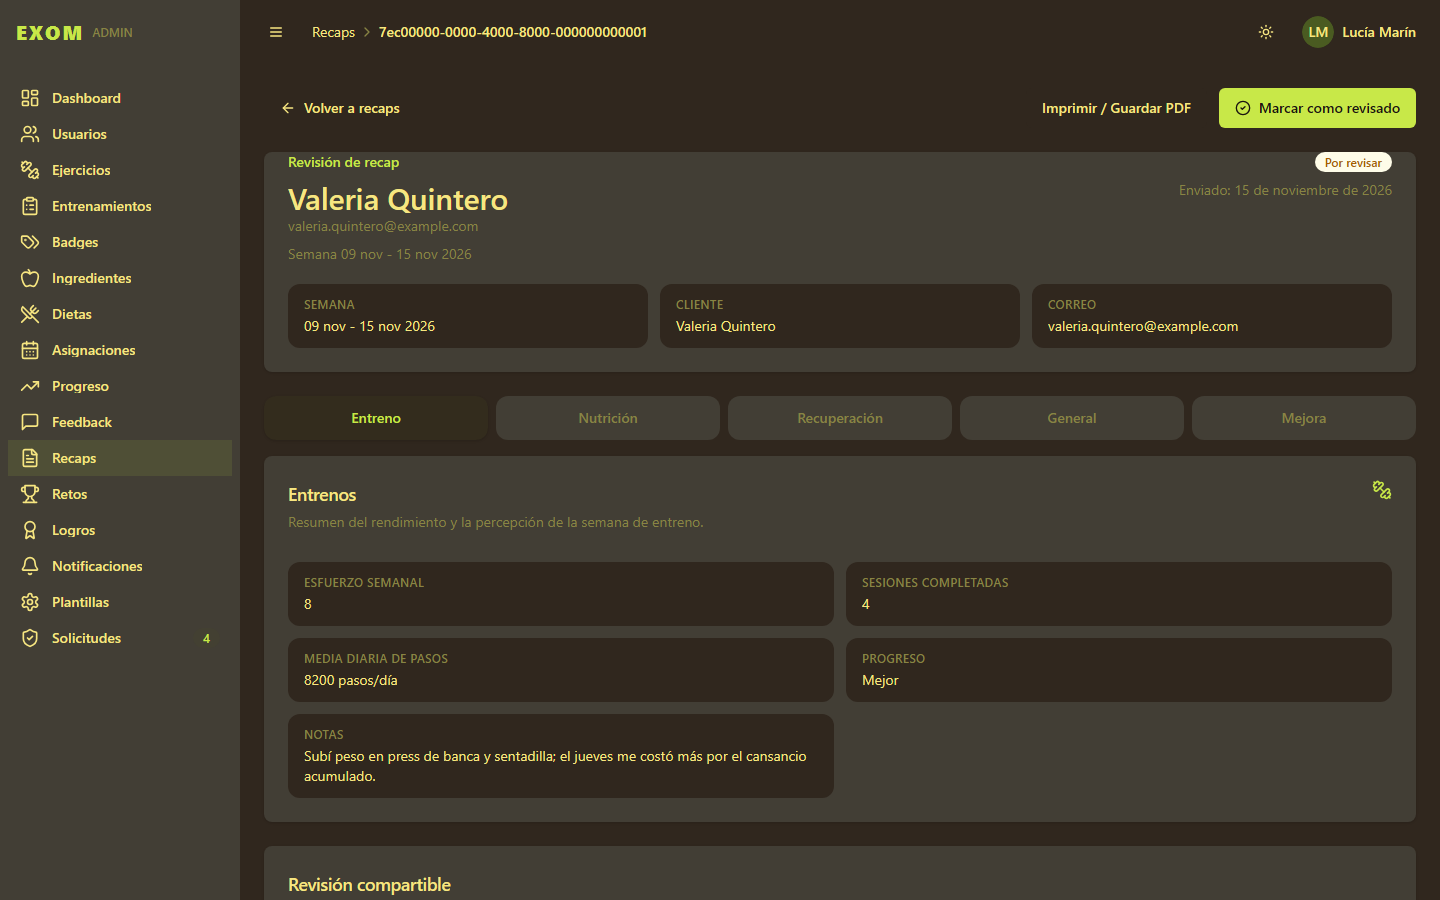 EXOM ADMIN
Dashboard
Usuarios
Ejercicios
Entrenamientos
Badges
Ingredientes
Dietas
Asignaciones
Progreso
Feedback
Recaps
Retos
Logros
Notificaciones
Plantillas
Solicitudes 4
Recaps > 7ec00000-0000-4000-8000-000000000001
LM Lucía Marín
Volver a recaps
Imprimir / Guardar PDF
Marcar como revisado
Revisión de recap
Por revisar
Valeria Quintero
Enviado: 15 de noviembre de 2026
valeria.quintero@example.com
Semana 09 nov - 15 nov 2026
SEMANA
09 nov - 15 nov 2026
CLIENTE
Valeria Quintero
CORREO
valeria.quintero@example.com
Entreno
Nutrición
Recuperación
General
Mejora
Entrenos
Resumen del rendimiento y la percepción de la semana de entreno.
ESFUERZO SEMANAL
8
SESIONES COMPLETADAS
4
MEDIA DIARIA DE PASOS
8200 pasos/día
PROGRESO
Mejor
NOTAS
Subí peso en press de banca y sentadilla; el jueves me costó más por el cansancio
acumulado.
Revisión compartible